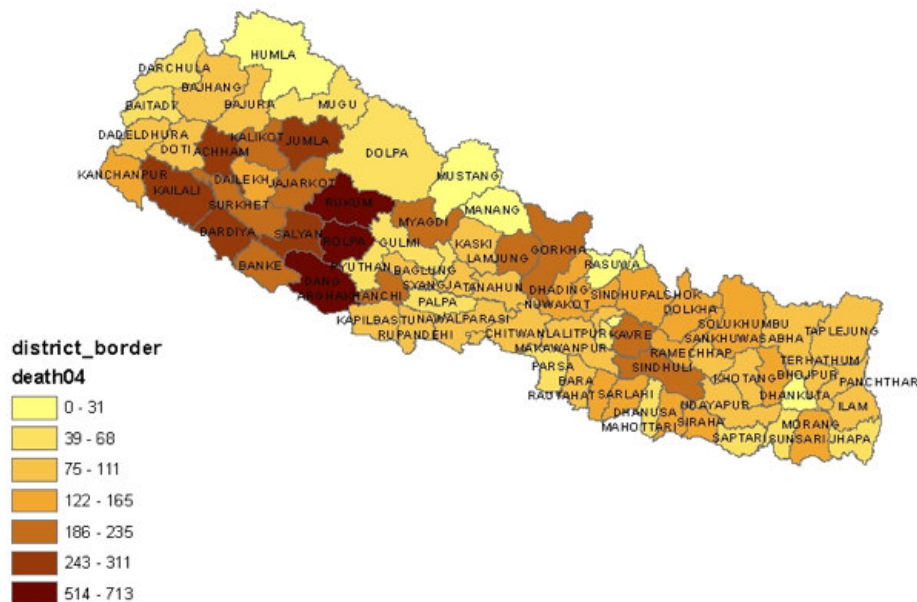 HUMLA
DARCHULA
BAJHANG
BAITADI
BAJURA
MUGU
DADELDHURA
KALIKOT
JUMLA
DOTI
ACHHAM
DOLPA
KANCHANPUR
DAILEKH
JAJARKOT
MUSTANG
KAILALI
SURKHET
RUKUM
MANANG
BARDIYA
SALYAN
ROLPA
MYAGDI
GULMI
KASKI
GORKHA
BANKE
PYUTHAN
LAMJUNG
RASUWA
DANG
BAGLUNG
SYANGJA
TANAHUN
DHADING
SINDHUPALCHOK
ARGHAKHANCHI
PALPA
NUWAKOT
DOLKHA
KAPILBASTU
NAWALPARASI
SOLUKHUMBU
RUPANDEHI
CHITWAN
LALITPUR
KAVRE
SANKHUWASABHA
TAPLEJUNG
MAKAWANPUR
RAMECHHAP
TERHATHUM
PARSA
SINDHULI
KHOTANG
BHOJPUR
PANCHTHAR
BARA
SARLAHI
DHANKUTA
RAUTAHAT
DHANUSA
UDAYAPUR
ILAM
MAHOTTARI
SIRAHA
MORANG
SAPTARI
SUNSARI
JHAPA
district_border
death04
0 - 31
39 - 68
75 - 111
122 - 165
186 - 235
243 - 311
514 - 713